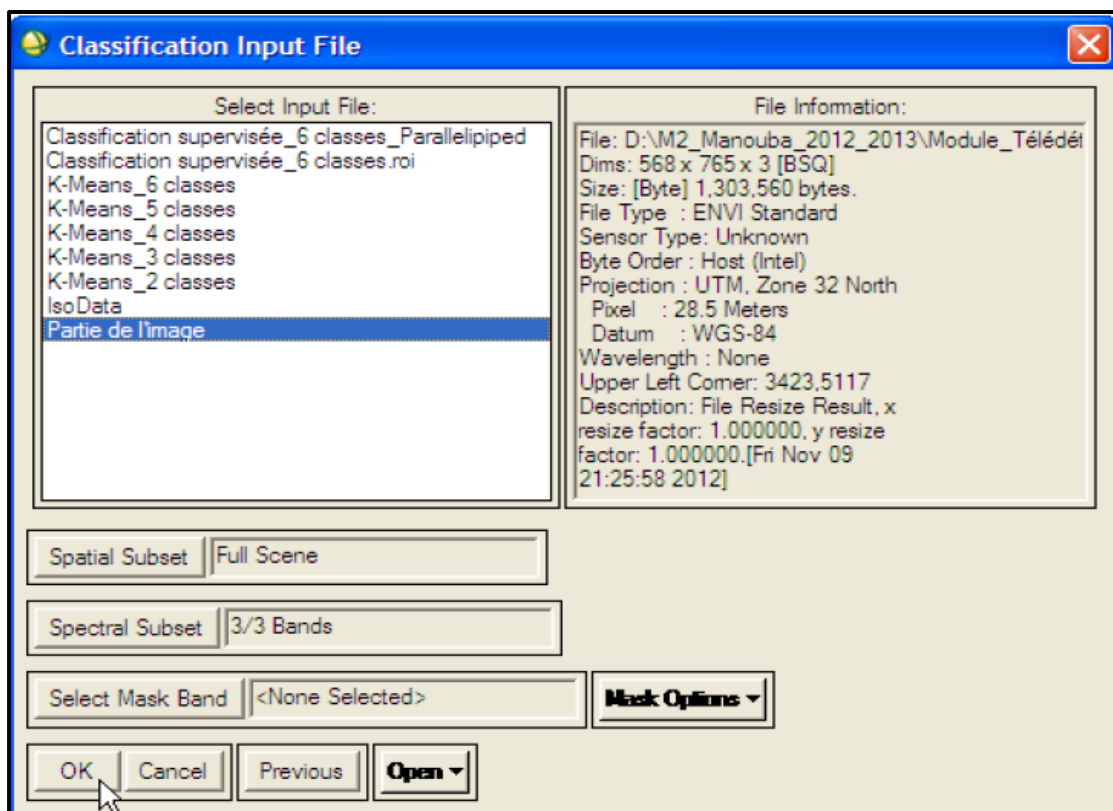 Classification Input File
Select Input File:
Classification supervisée_6 classes_Parallelipiped
Classification supervisée_6 classes.roi
K-Means_6 classes
K-Means_5 classes
K-Means_4 classes
K-Means_3 classes
K-Means_2 classes
IsoData
Partie de l'image
File Information:
File: D:\M2_Manouba_2012_2013\Module_Télédét
Dims: 568 x 765 x 3 [BSQ]
Size: [Byte] 1,303,560 bytes.
File Type : ENVI Standard
Sensor Type: Unknown
Byte Order : Host (Intel)
Projection : UTM, Zone 32 North
Pixel : 28.5 Meters
Datum : WGS-84
Wavelength : None
Upper Left Corner: 3423,5117
Description: File Resize Result, x
resize factor: 1.000000, y resize
factor: 1.000000.[Fri Nov 09
21:25:58 2012]
Spatial Subset Full Scene
Spectral Subset 3/3 Bands
Select Mask Band <None Selected> Mask Options
OK Cancel Previous Open